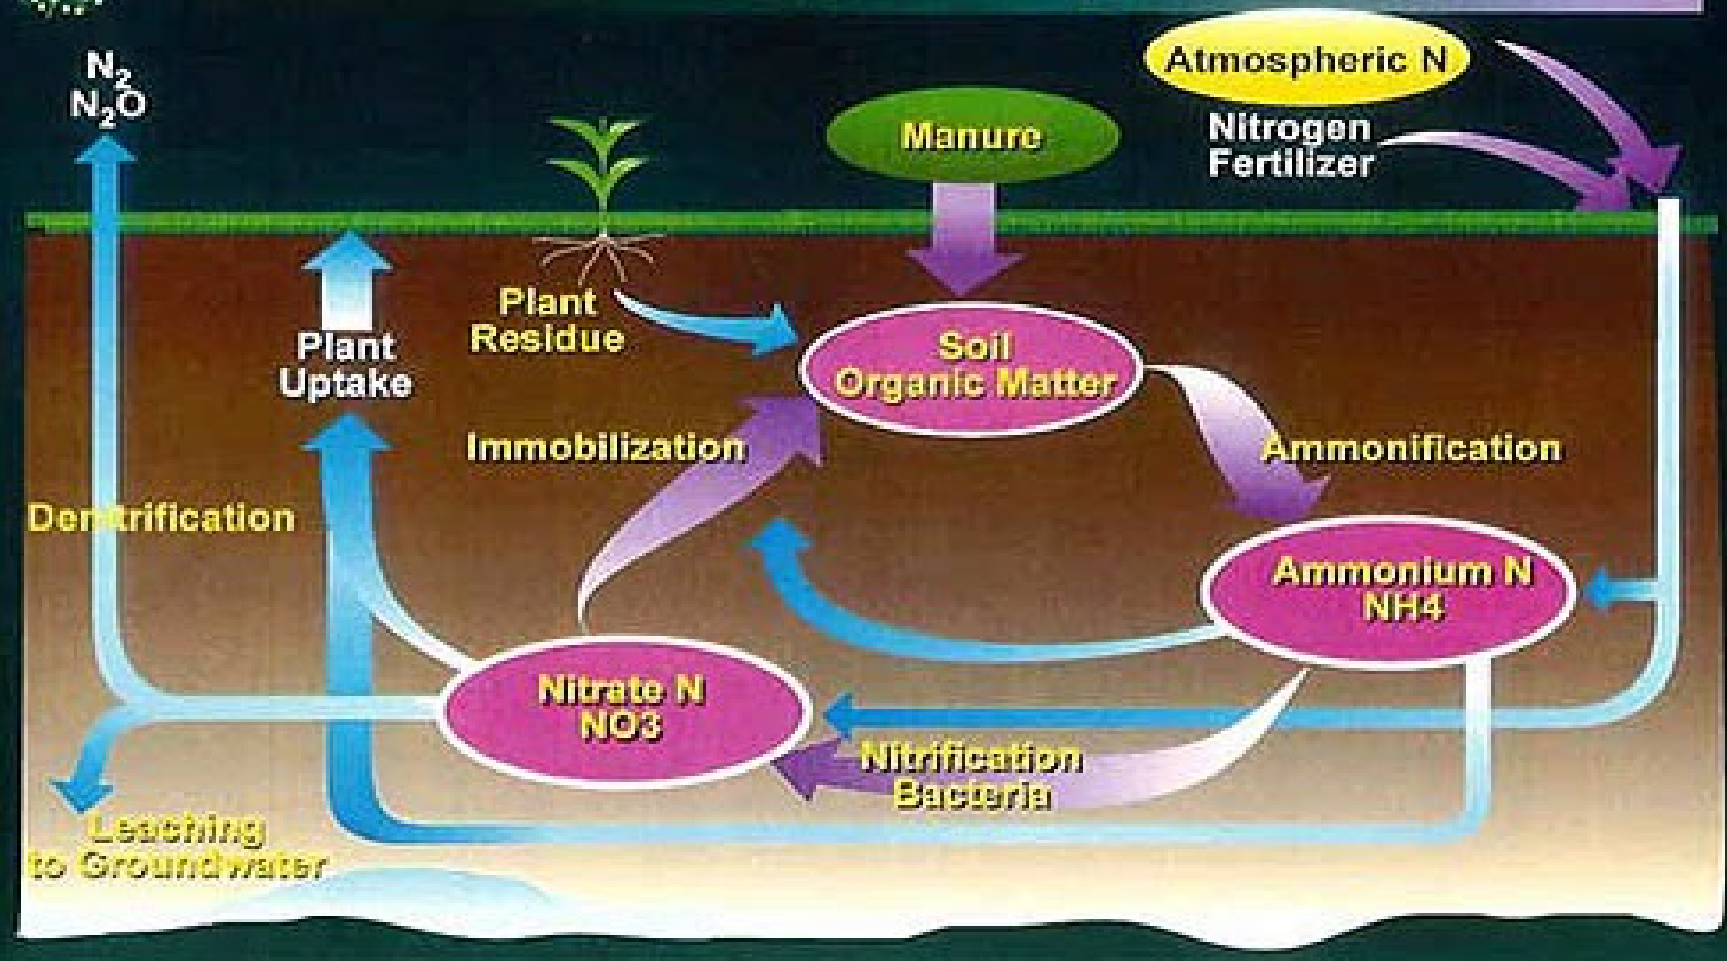 N2
N2O
Atmospheric N
Nitrogen
Fertilizer
Manure
Plant
Residue
Plant
Uptake
Soil
Organic Matter
Immobilization
Ammonification
Denitrification
Ammonium N
NH4
Nitrate N
NO3
Nitrification
Bacteria
Leaching
to Groundwater